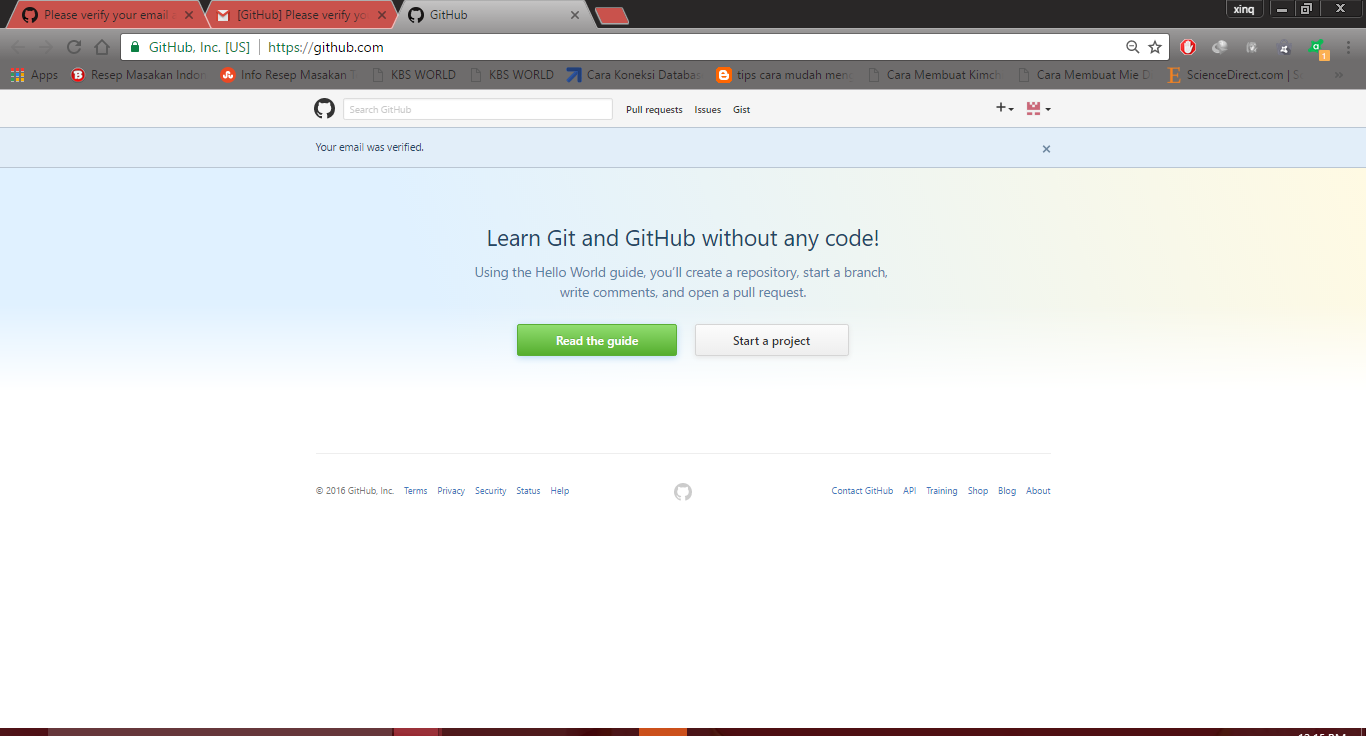 Please verify your email
[GitHub] Please verify yo
GitHub
xinq
GitHub, Inc. [US]
https://github.com
Apps
Resep Masakan Indon
Info Resep Masakan T
KBS WORLD
KBS WORLD
Cara Koneksi Databas
tips cara mudah men
Cara Membuat Kimch
Cara Membuat Mie D
ScienceDirect.com | S
»
1
Search GitHub
Pull requests
Issues
Gist
Your email was verified.
Learn Git and GitHub without any code!
Using the Hello World guide, you’ll create a repository, start a branch,
write comments, and open a pull request.
Read the guide
Start a project
© 2016 GitHub, Inc.
Terms
Privacy
Security
Status
Help
Contact GitHub
API
Training
Shop
Blog
About